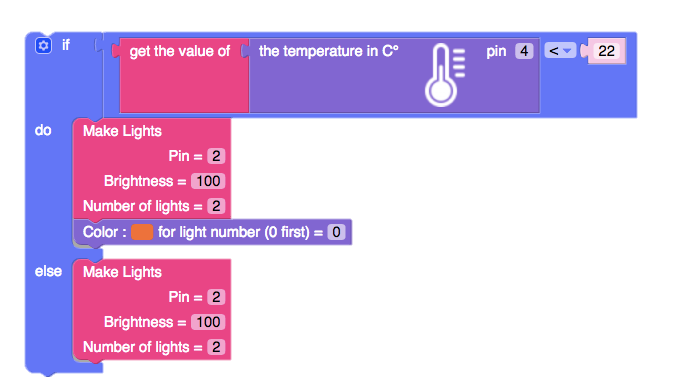 if get the value of the temperature in C° pin 4 < 22
do Make Lights
Pin = 2
Brightness = 100
Number of lights = 2
Color : for light number (0 first) = 0
else Make Lights
Pin = 2
Brightness = 100
Number of lights = 2